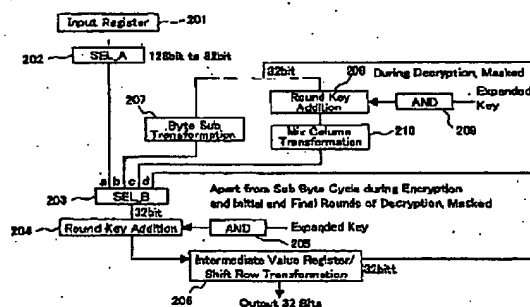 Input Register
201
202
SEL_A
128bit to 32bit
207
32bit
208
During Decryption, Masked
Round Key
Addition
AND
Expanded
Key
209
Byte Sub
Transformation
Mix Column
Transformation
210
a b c d
203
SEL_B
32bit
Apart from Sub Byte Cycle during Encryption
and Initial and Final Rounds of Decryption, Masked
204
Round Key Addition
AND
Expanded Key
205
Intermediate Value Register/
Shift Row Transformation
32bit
206
Output 32 Bits